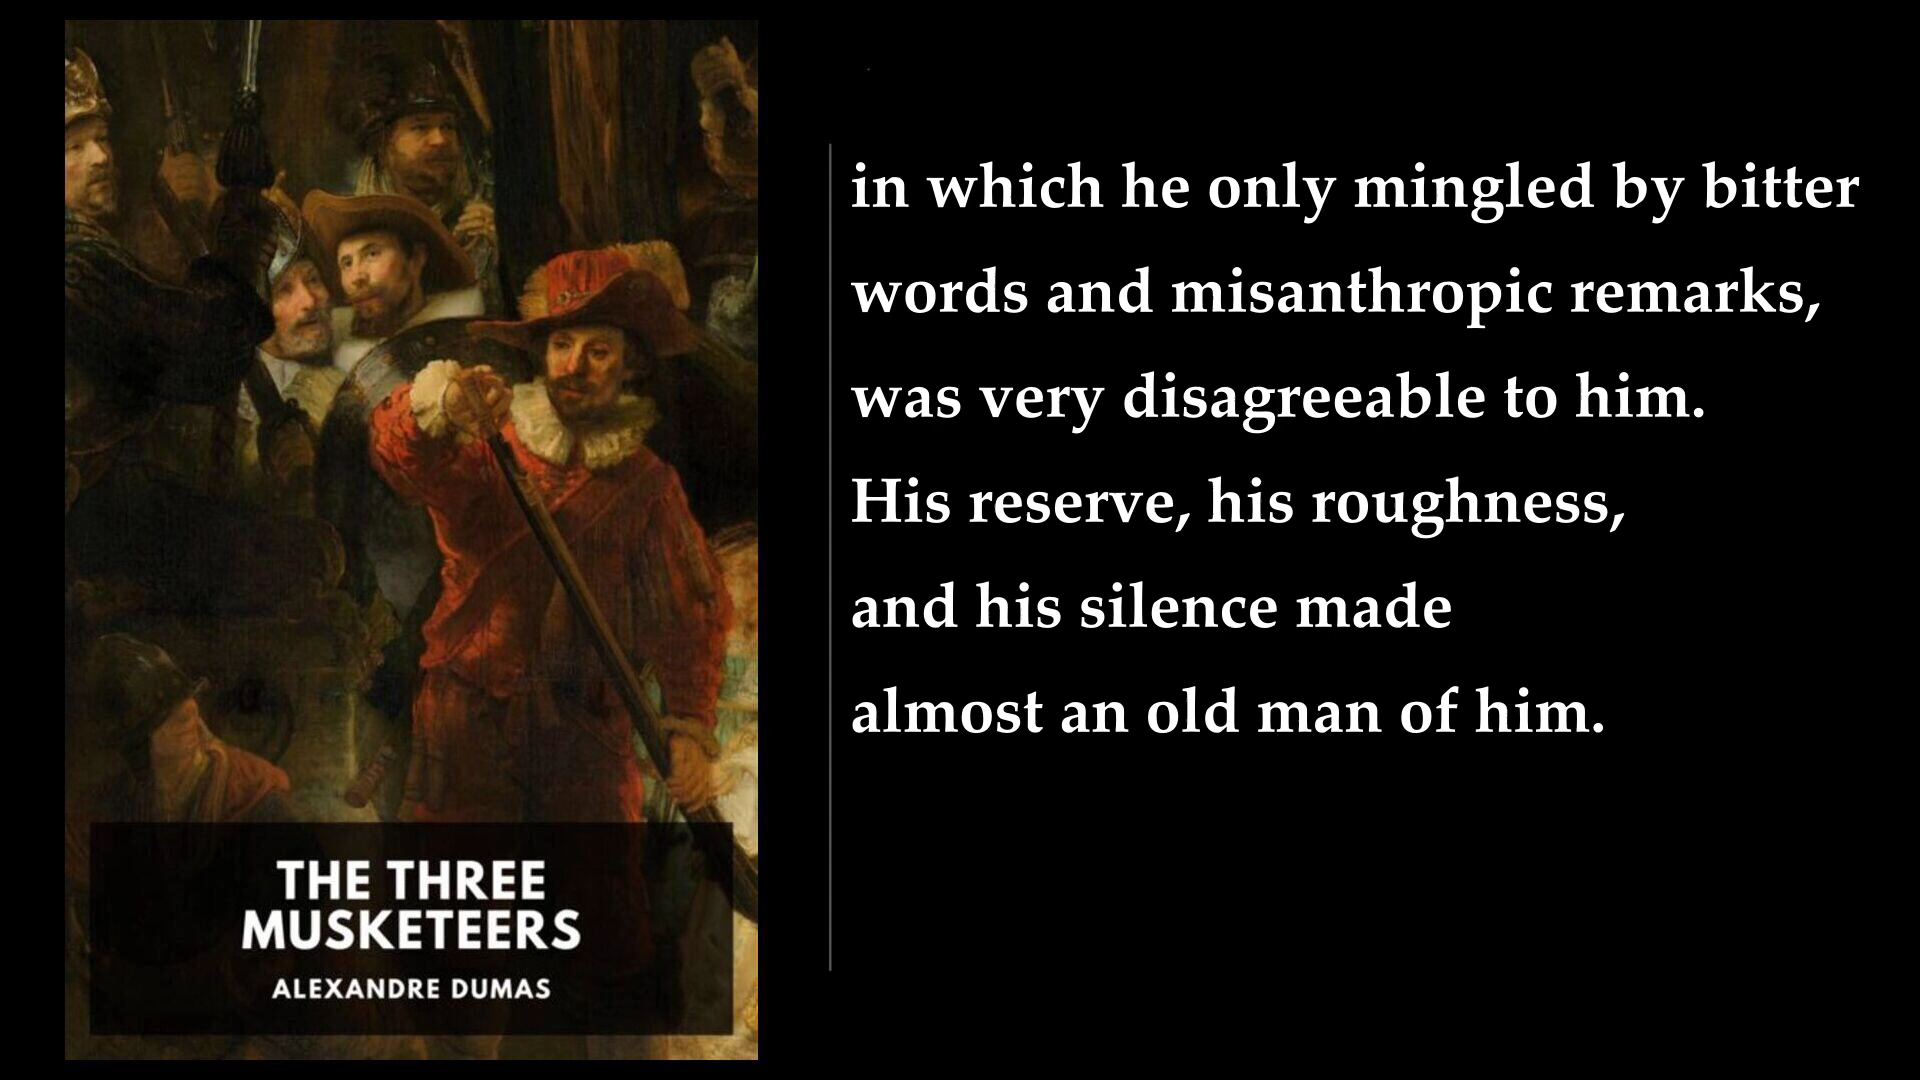 THE THREE
MUSKETEERS
ALEXANDRE DUMAS
in which he only mingled by bitter
words and misanthropic remarks,
was very disagreeable to him.
His reserve, his roughness,
and his silence made
almost an old man of him.